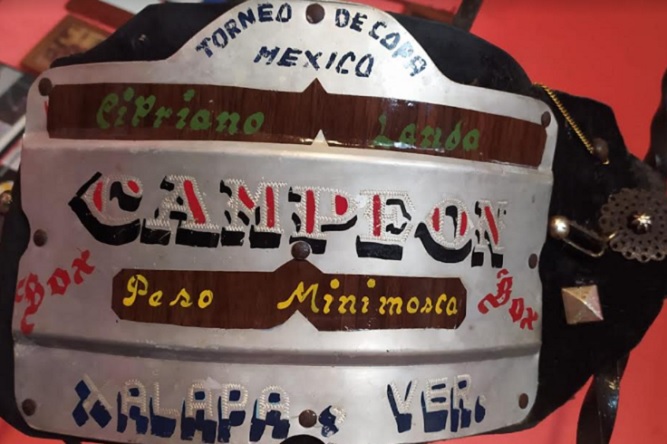 TORNEO DE COPA
MEXICO
Cipriano Landa
CAMPEON
Box Box
Peso Minimosca
XALAPA, VER.